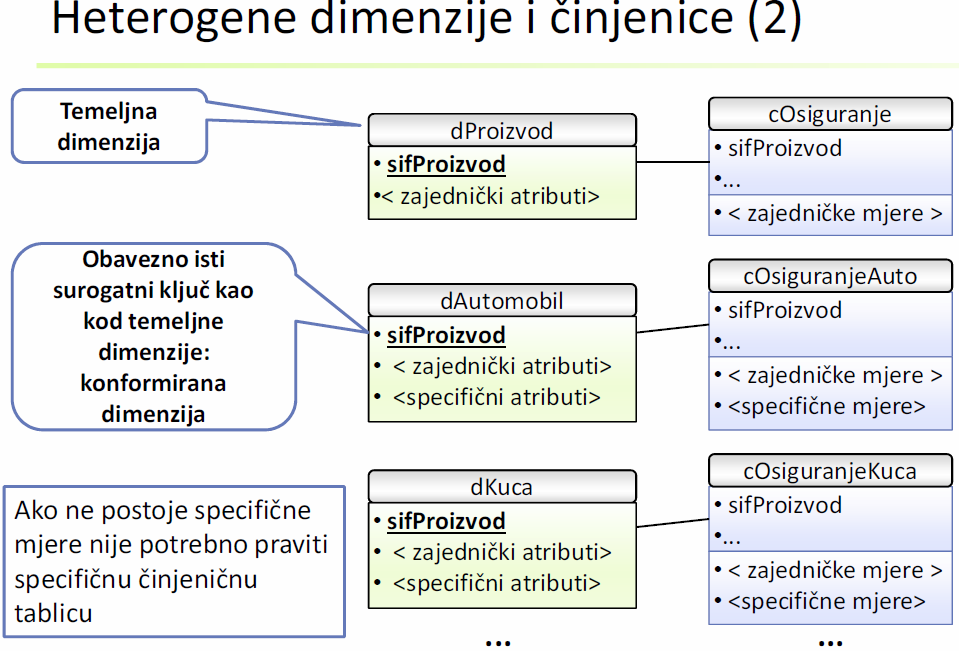 Heterogene dimenzije i činjenice (2)
Temeljna
dimenzija
dProizvod
• sifProizvod
•< zajednički atributi>
cOsiguranje
• sifProizvod
•...
• < zajedničke mjere >
Obavezno isti
surogatni ključ kao
kod temeljne
dimenzije:
konformirana
dimenzija
dAutomobil
• sifProizvod
• < zajednički atributi>
• <specifični atributi>
cOsiguranjeAuto
• sifProizvod
•...
• < zajedničke mjere >
• <specifične mjere>
Ako ne postoje specifične
mjere nije potrebno praviti
specifičnu činjeničnu
tablicu
dKuca
• sifProizvod
• < zajednički atributi>
• <specifični atributi>
cOsiguranjeKuca
• sifProizvod
•...
• < zajedničke mjere >
• <specifične mjere>
...
...